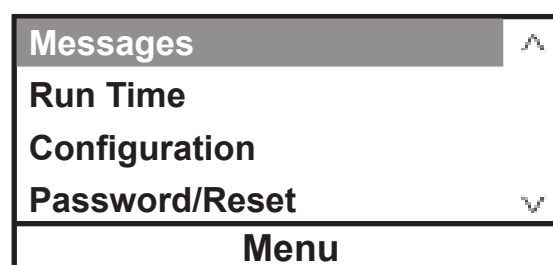 Messages
Run Time
Configuration
Password/Reset
Menu